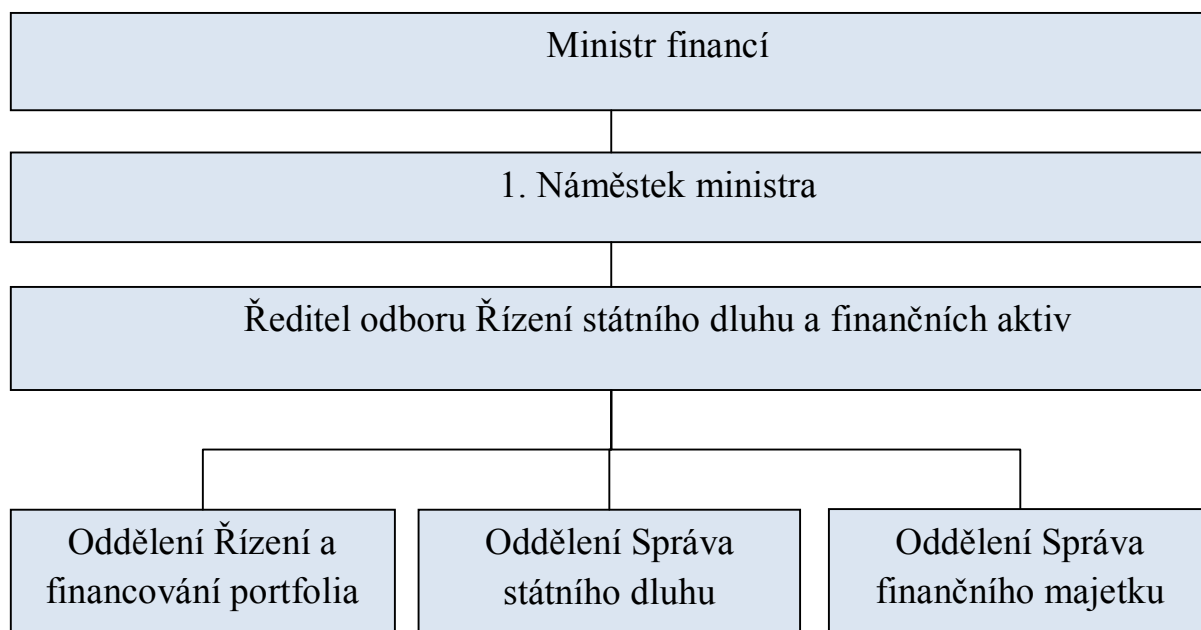 Ministr financí
1. Náměstek ministra
Ředitel odboru Řízení státního dluhu a finančních aktiv
Oddělení Řízení a
financování portfolia
Oddělení Správa
státního dluhu
Oddělení Správa
finančního majetku